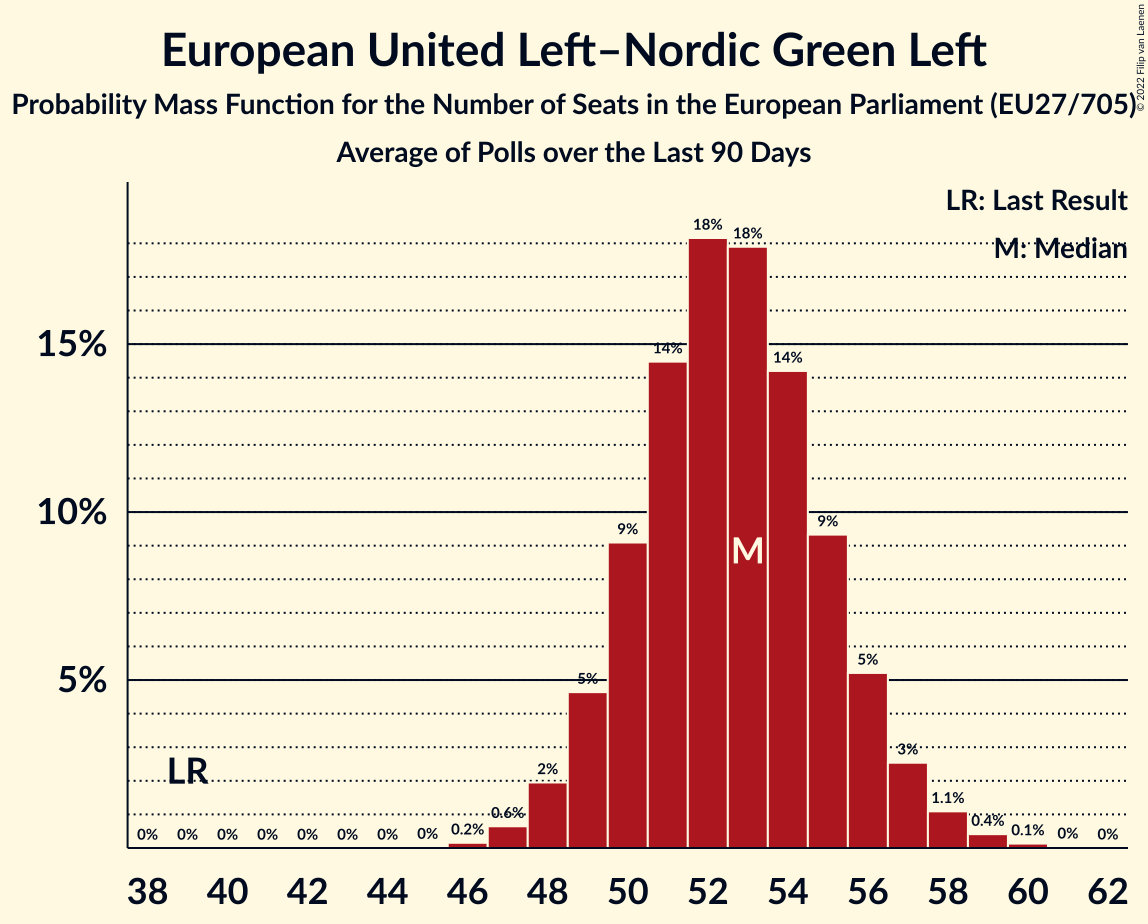 European United Left–Nordic Green Left
Probability Mass Function for the Number of Seats in the European Parliament (EU27/705)
Average of Polls over the Last 90 Days
© 2022 Filip van Laenen
LR: Last Result
M: Median
18% 18%
15% 14% 14%
10% 9% 9%
M
5% 5% 5%
3%
LR 2%
1.1%
0.6% 0.4%
0% 0% 0% 0% 0% 0% 0% 0% 0.2% 0.1% 0% 0%
38 40 42 44 46 48 50 52 54 56 58 60 62